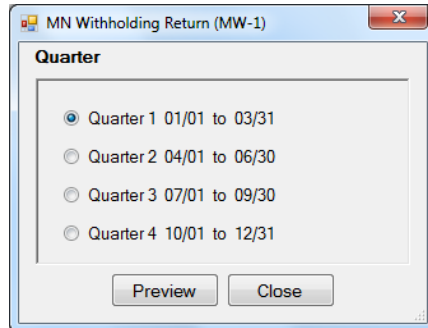 MN Withholding Return (MW-1)
Quarter
Quarter 1 01/01 to 03/31
Quarter 2 04/01 to 06/30
Quarter 3 07/01 to 09/30
Quarter 4 10/01 to 12/31
Preview Close